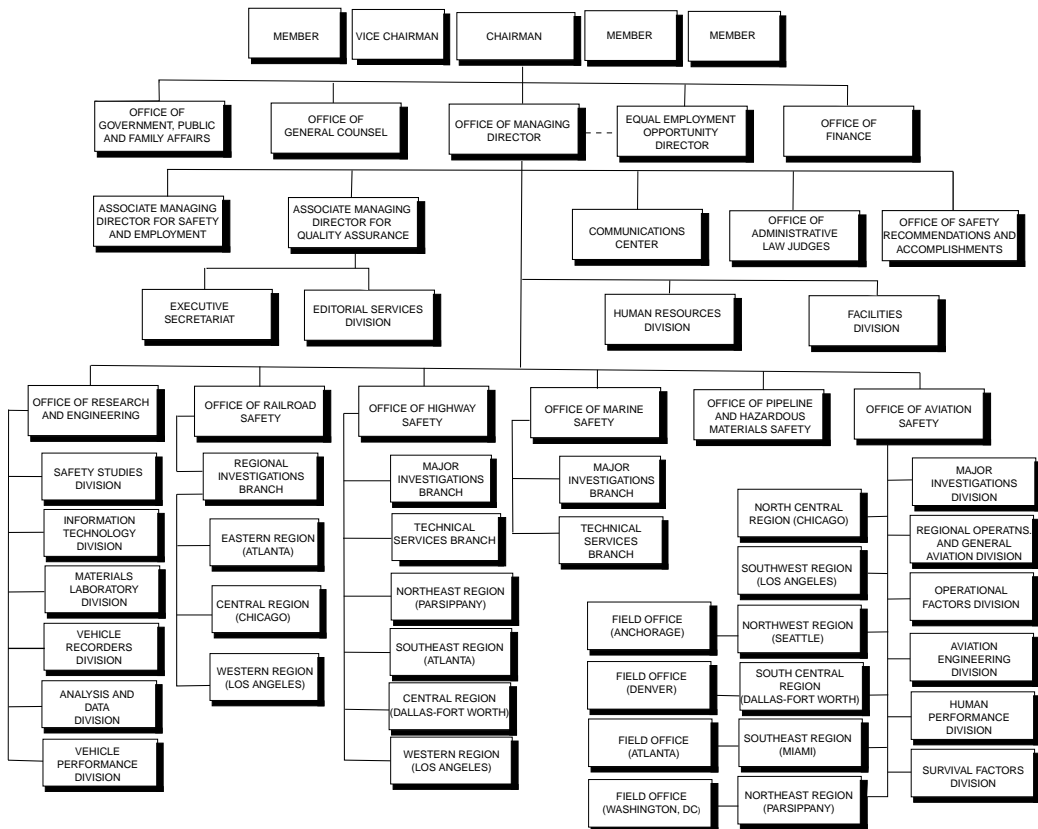 MEMBER
VICE CHAIRMAN
CHAIRMAN
MEMBER
MEMBER
OFFICE OF
GOVERNMENT, PUBLIC
AND FAMILY AFFAIRS
OFFICE OF
GENERAL COUNSEL
OFFICE OF MANAGING
DIRECTOR
EQUAL EMPLOYMENT
OPPORTUNITY
DIRECTOR
OFFICE OF
FINANCE
ASSOCIATE MANAGING
DIRECTOR FOR SAFETY
AND EMPLOYMENT
ASSOCIATE MANAGING
DIRECTOR FOR
QUALITY ASSURANCE
COMMUNICATIONS
CENTER
OFFICE OF
ADMINISTRATIVE
LAW JUDGES
OFFICE OF SAFETY
RECOMMENDATIONS AND
ACCOMPLISHMENTS
EXECUTIVE
SECRETARIAT
EDITORIAL SERVICES
DIVISION
HUMAN RESOURCES
DIVISION
FACILITIES
DIVISION
OFFICE OF RESEARCH
AND ENGINEERING
SAFETY STUDIES
DIVISION
INFORMATION
TECHNOLOGY
DIVISION
MATERIALS
LABORATORY
DIVISION
VEHICLE
RECORDERS
DIVISION
ANALYSIS AND
DATA
DIVISION
VEHICLE
PERFORMANCE
DIVISION
OFFICE OF RAILROAD
SAFETY
REGIONAL
INVESTIGATIONS
BRANCH
EASTERN REGION
(ATLANTA)
CENTRAL REGION
(CHICAGO)
WESTERN REGION
(LOS ANGELES)
OFFICE OF HIGHWAY
SAFETY
MAJOR
INVESTIGATIONS
BRANCH
TECHNICAL
SERVICES BRANCH
NORTHEAST REGION
(PARSIPPANY)
SOUTHEAST REGION
(ATLANTA)
CENTRAL REGION
(DALLAS-FORT WORTH)
WESTERN REGION
(LOS ANGELES)
OFFICE OF MARINE
SAFETY
MAJOR
INVESTIGATIONS
BRANCH
TECHNICAL
SERVICES
BRANCH
OFFICE OF PIPELINE
AND HAZARDOUS
MATERIALS SAFETY
OFFICE OF AVIATION
SAFETY
NORTH CENTRAL
REGION (CHICAGO)
SOUTHWEST REGION
(LOS ANGELES)
FIELD OFFICE
(ANCHORAGE)
NORTHWEST REGION
(SEATTLE)
FIELD OFFICE
(DENVER)
SOUTH CENTRAL
REGION
(DALLAS-FORT WORTH)
FIELD OFFICE
(ATLANTA)
SOUTHEAST REGION
(MIAMI)
FIELD OFFICE
(WASHINGTON, DC)
NORTHEAST REGION
(PARSIPPANY)
MAJOR
INVESTIGATIONS
DIVISION
REGIONAL OPERATNS.
AND GENERAL
AVIATION DIVISION
OPERATIONAL
FACTORS DIVISION
AVIATION
ENGINEERING
DIVISION
HUMAN
PERFORMANCE
DIVISION
SURVIVAL FACTORS
DIVISION